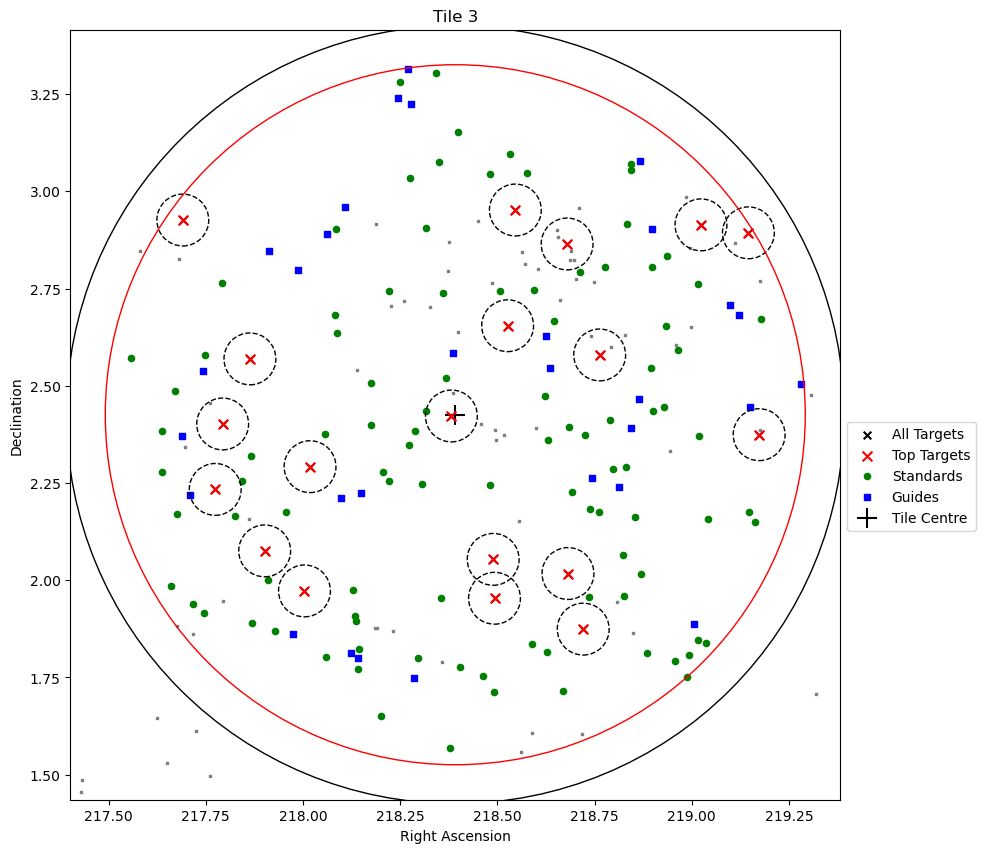 Tile 3
3.25
3.00
2.75
2.50
2.25
2.00
1.75
1.50
Declination
217.50
217.75
218.00
218.25
218.50
218.75
219.00
219.25
Right Ascension
All Targets
Top Targets
Standards
Guides
Tile Centre